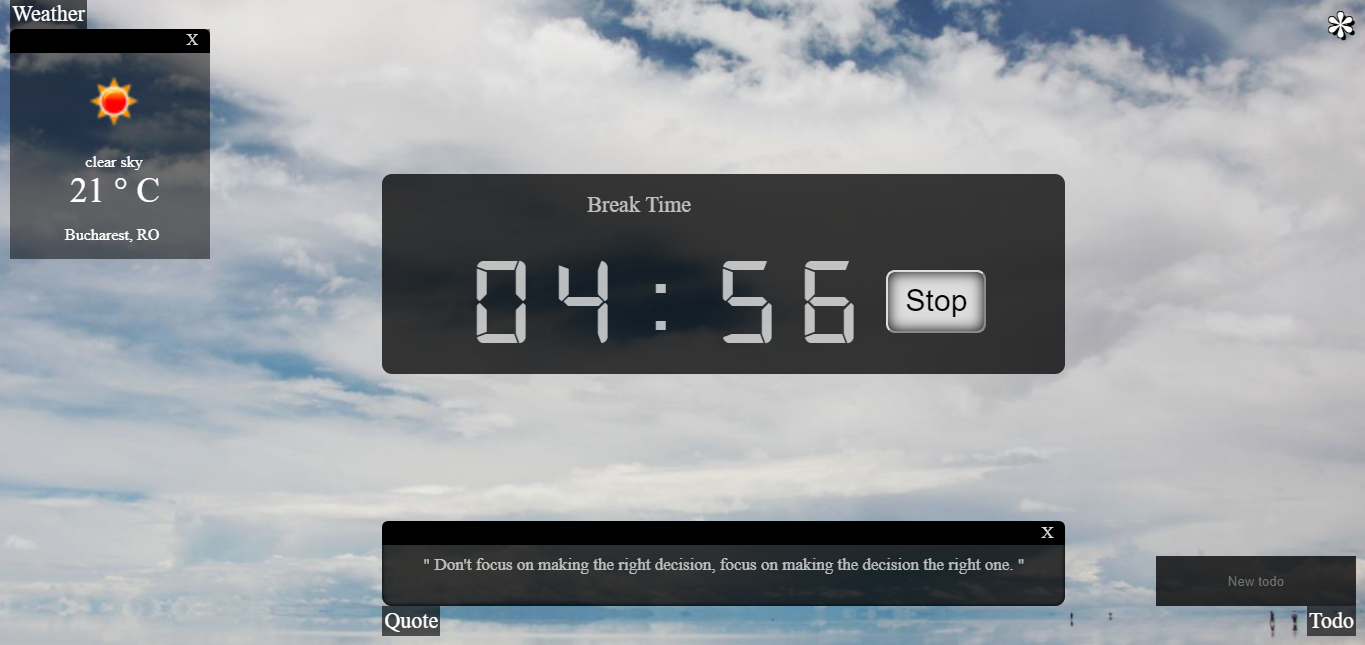 Weather
X
clear sky
21 ° C
Bucharest, RO
Break Time
04:56
Stop
X
" Don't focus on making the right decision, focus on making the decision the right one. "
Quote
New todo
Todo